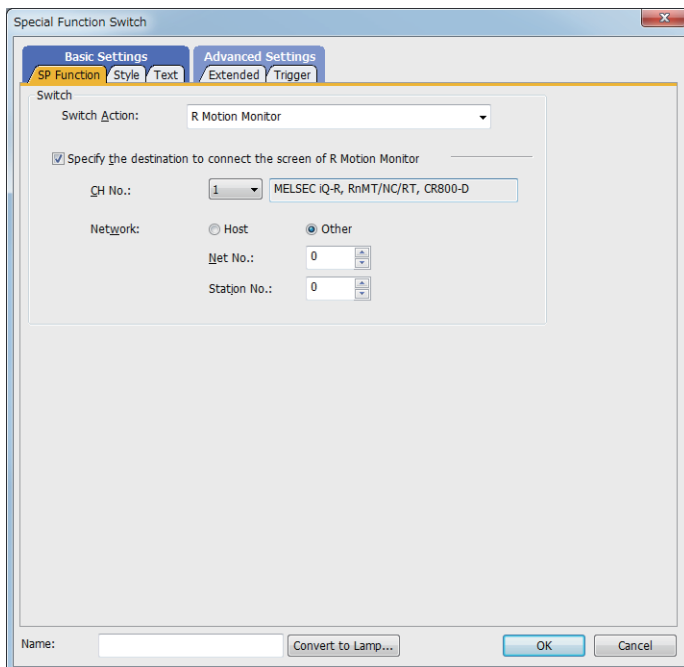 Special Function Switch
x
Basic Settings Advanced Settings
SP Function Style Text Extended Trigger
Switch
Switch Action: R Motion Monitor
Specify the destination to connect the screen of R Motion Monitor
CH No.: 1 MELSEC iQ-R, RnMT/NC/RT, CR800-D
Network: Host Other
Net No.: 0
Station No.: 0
Name: Convert to Lamp... OK Cancel